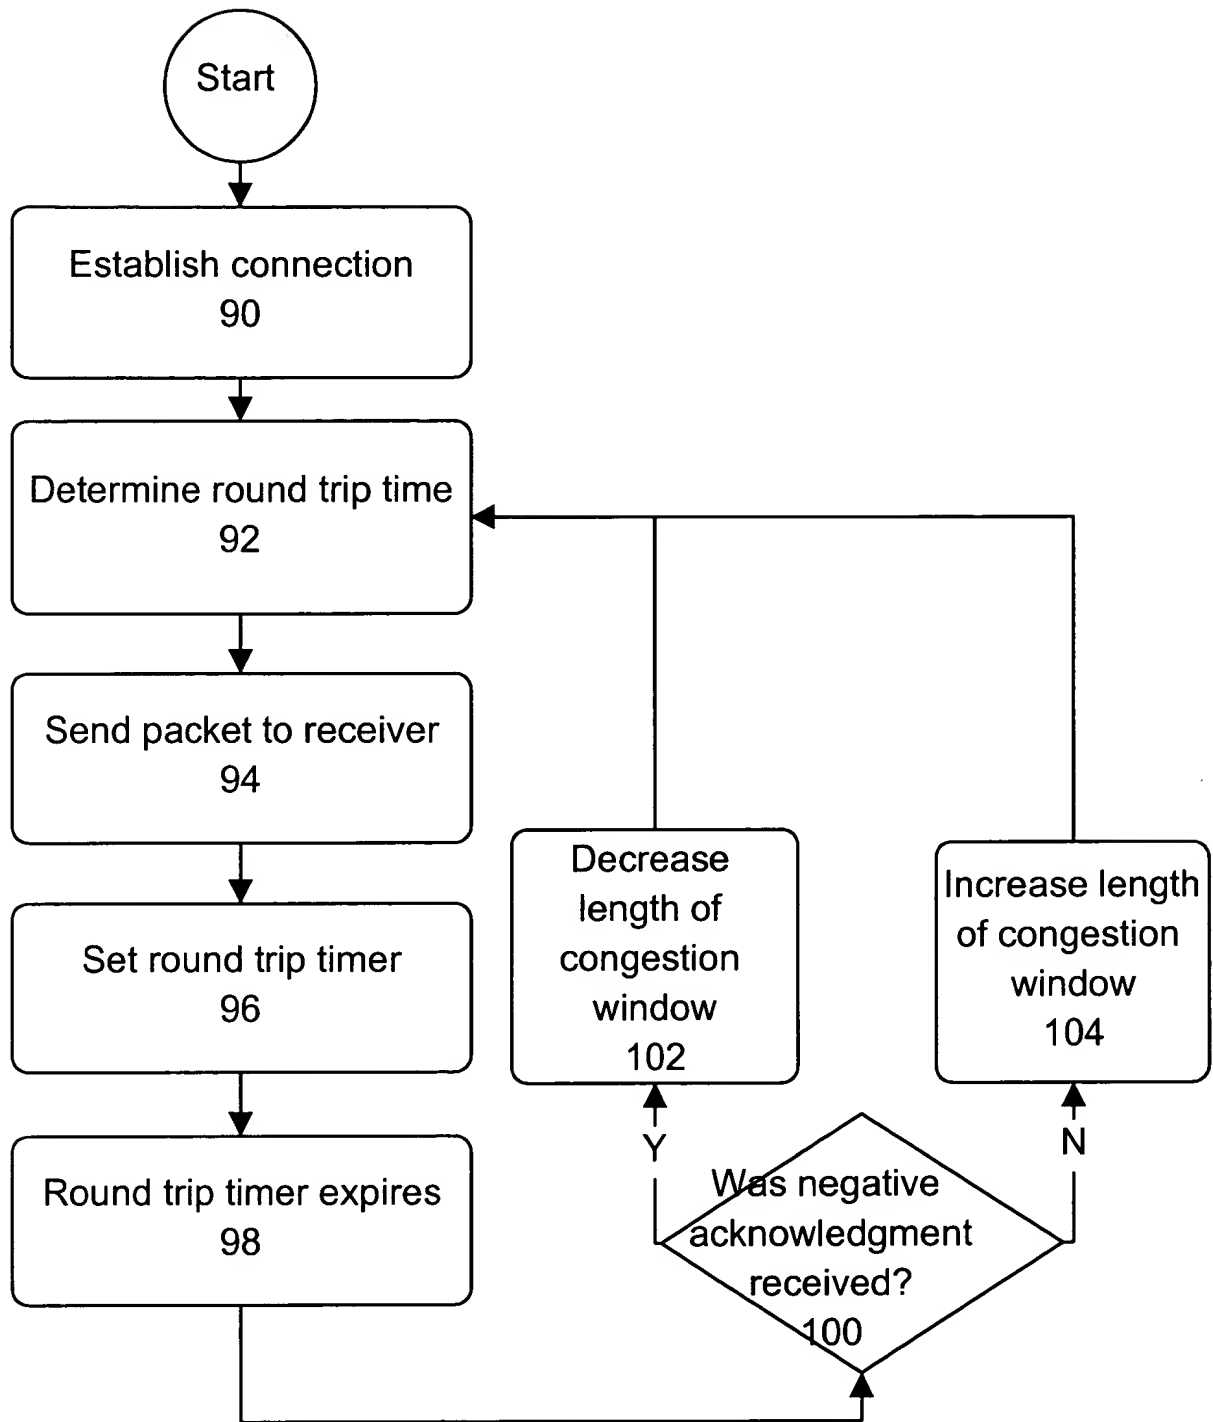 Start
Establish connection
90
Determine round trip time
92
Send packet to receiver
94
Set round trip timer
96
Round trip timer expires
98
Decrease
length of
congestion
window
102
Increase length
of congestion
window
104
Y
N
Was negative
acknowledgment
received?
100